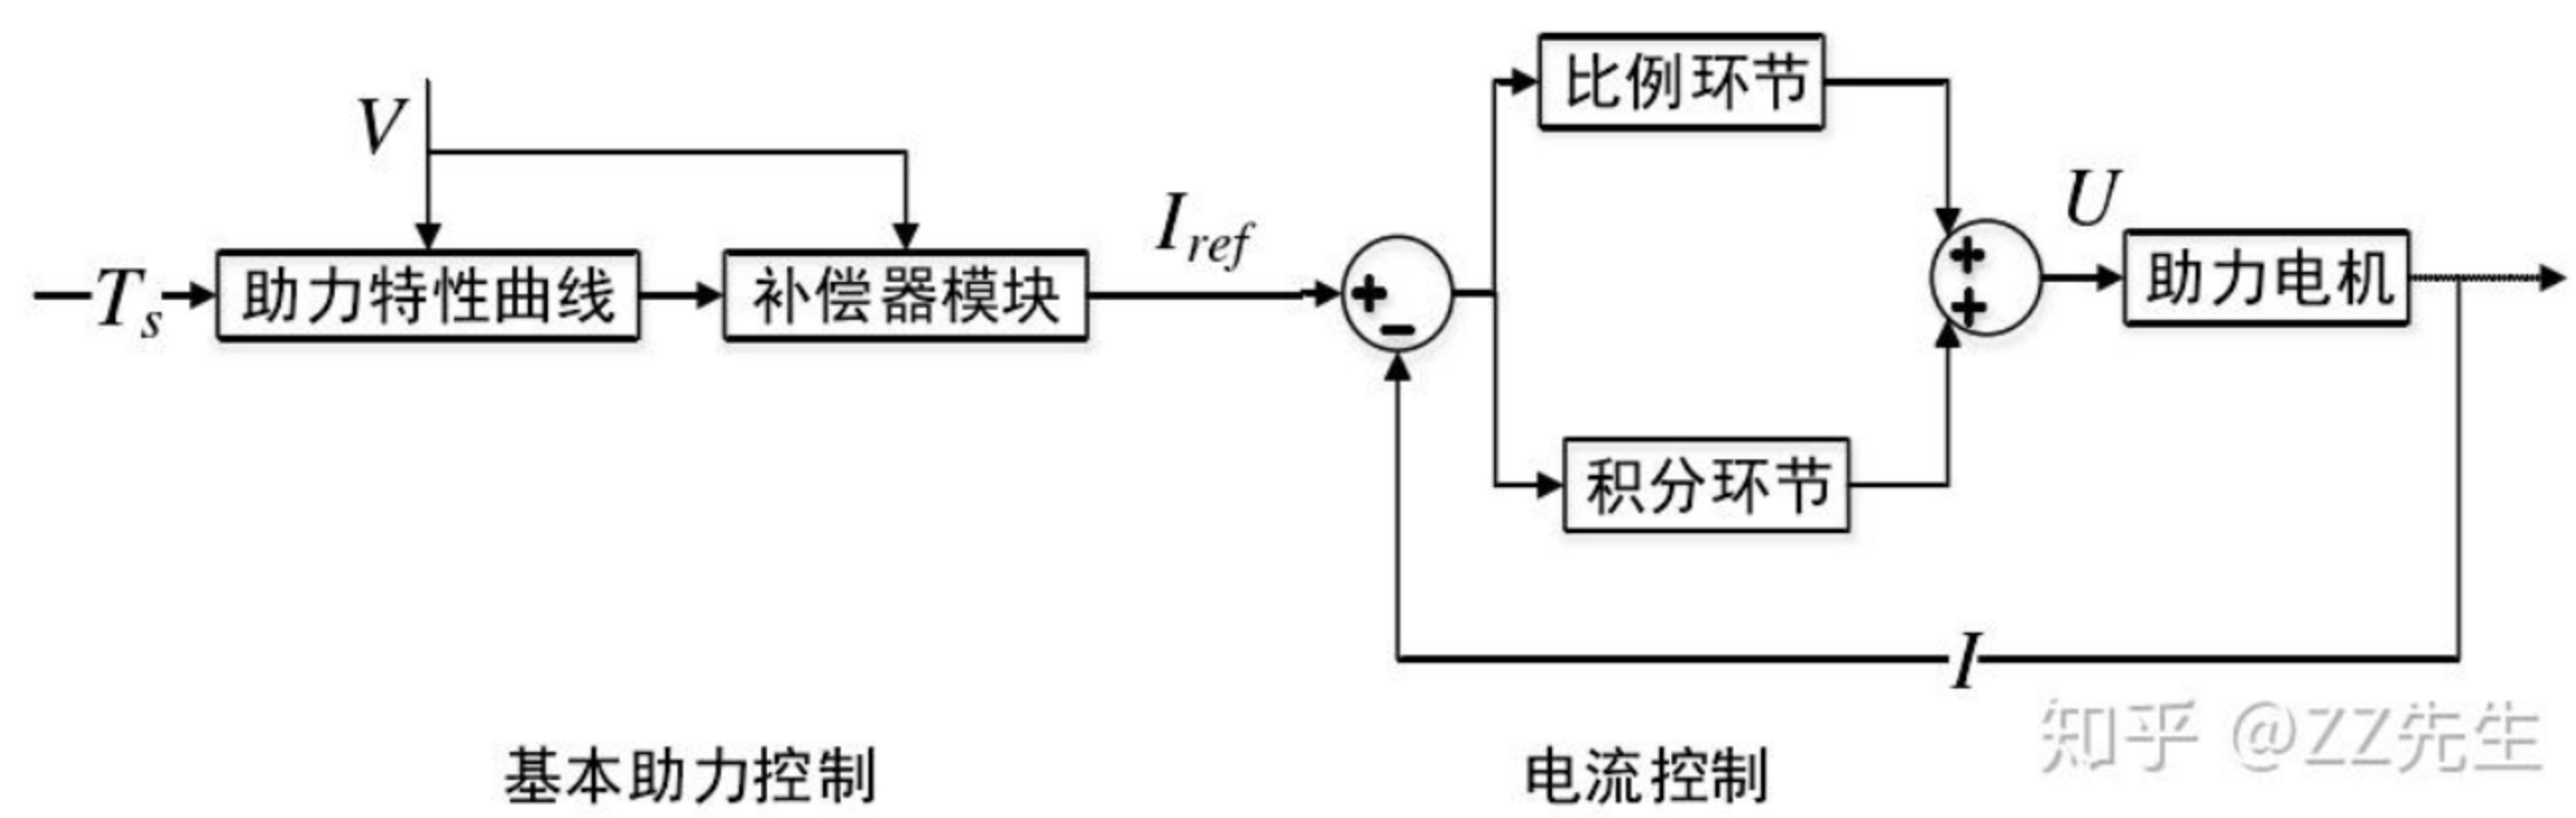 V
T_s
助力特性曲线
补偿器模块
I_ref
+
−
比例环节
积分环节
+
+
U
助力电机
I
基本助力控制
电流控制
知乎 @ZZ先生